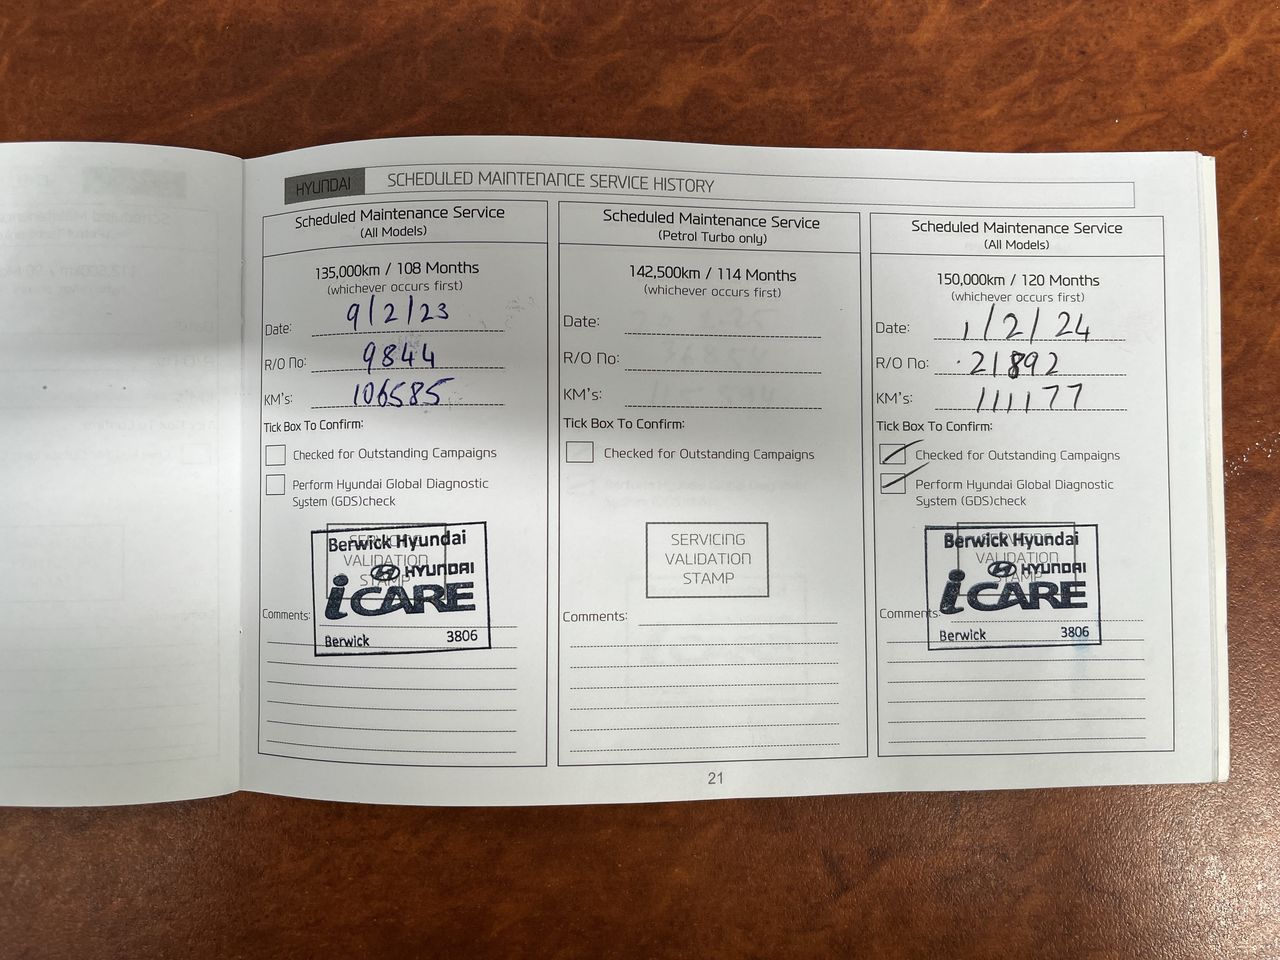 HYUNDAI SCHEDULED MAINTENANCE SERVICE HISTORY
Scheduled Maintenance Service
(All Models)
135,000km / 108 Months
(whichever occurs first)
Date: 9/2/23
R/O No: 9844
KM's: 106585
Tick Box To Confirm:
Checked for Outstanding Campaigns
Perform Hyundai Global Diagnostic
System (GDS)check
SERVICING
VALIDATION
STAMP
Berwick Hyundai
HYUNDAI
iCARE
Berwick 3806
Comments:
Scheduled Maintenance Service
(Petrol Turbo only)
142,500km / 114 Months
(whichever occurs first)
Date:
R/O No:
KM's:
Tick Box To Confirm:
Checked for Outstanding Campaigns
SERVICING
VALIDATION
STAMP
Comments:
Scheduled Maintenance Service
(All Models)
150,000km / 120 Months
(whichever occurs first)
Date: 1/2/24
R/O No: 21892
KM's: 111177
Tick Box To Confirm:
Checked for Outstanding Campaigns
Perform Hyundai Global Diagnostic
System (GDS)check
SERVICING
VALIDATION
STAMP
Berwick Hyundai
HYUNDAI
iCARE
Berwick 3806
Comments:
21